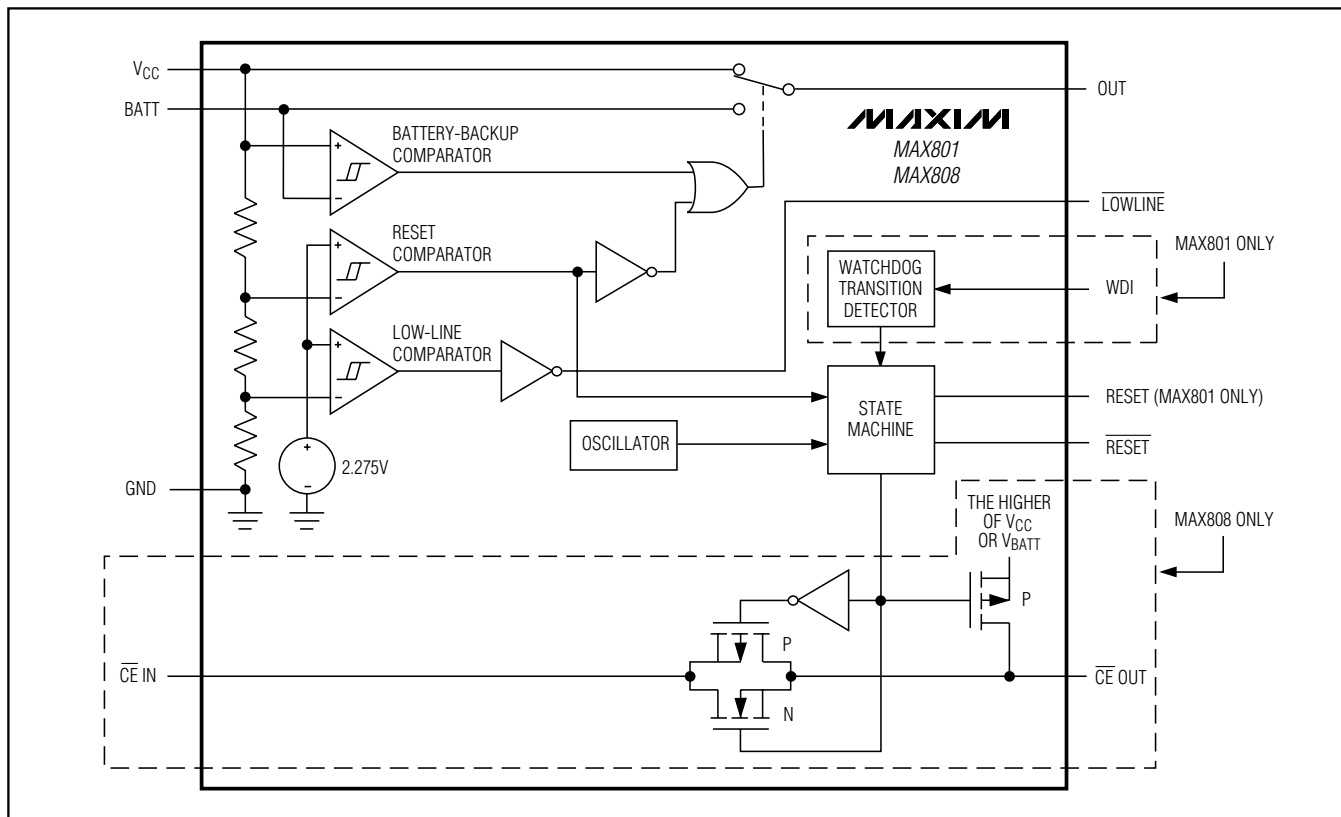 VCC
BATT
BATTERY-BACKUP
COMPARATOR
+
−
OUT
MAXIM
MAX801
MAX808
LOWLINE
RESET
COMPARATOR
+
−
MAX801 ONLY
WATCHDOG
TRANSITION
DETECTOR
WDI
LOW-LINE
COMPARATOR
+
−
STATE
MACHINE
RESET (MAX801 ONLY)
RESET
OSCILLATOR
+
−
2.275V
GND
THE HIGHER
OF VCC
OR VBATT
MAX808 ONLY
P
P
CE IN
CE OUT
N